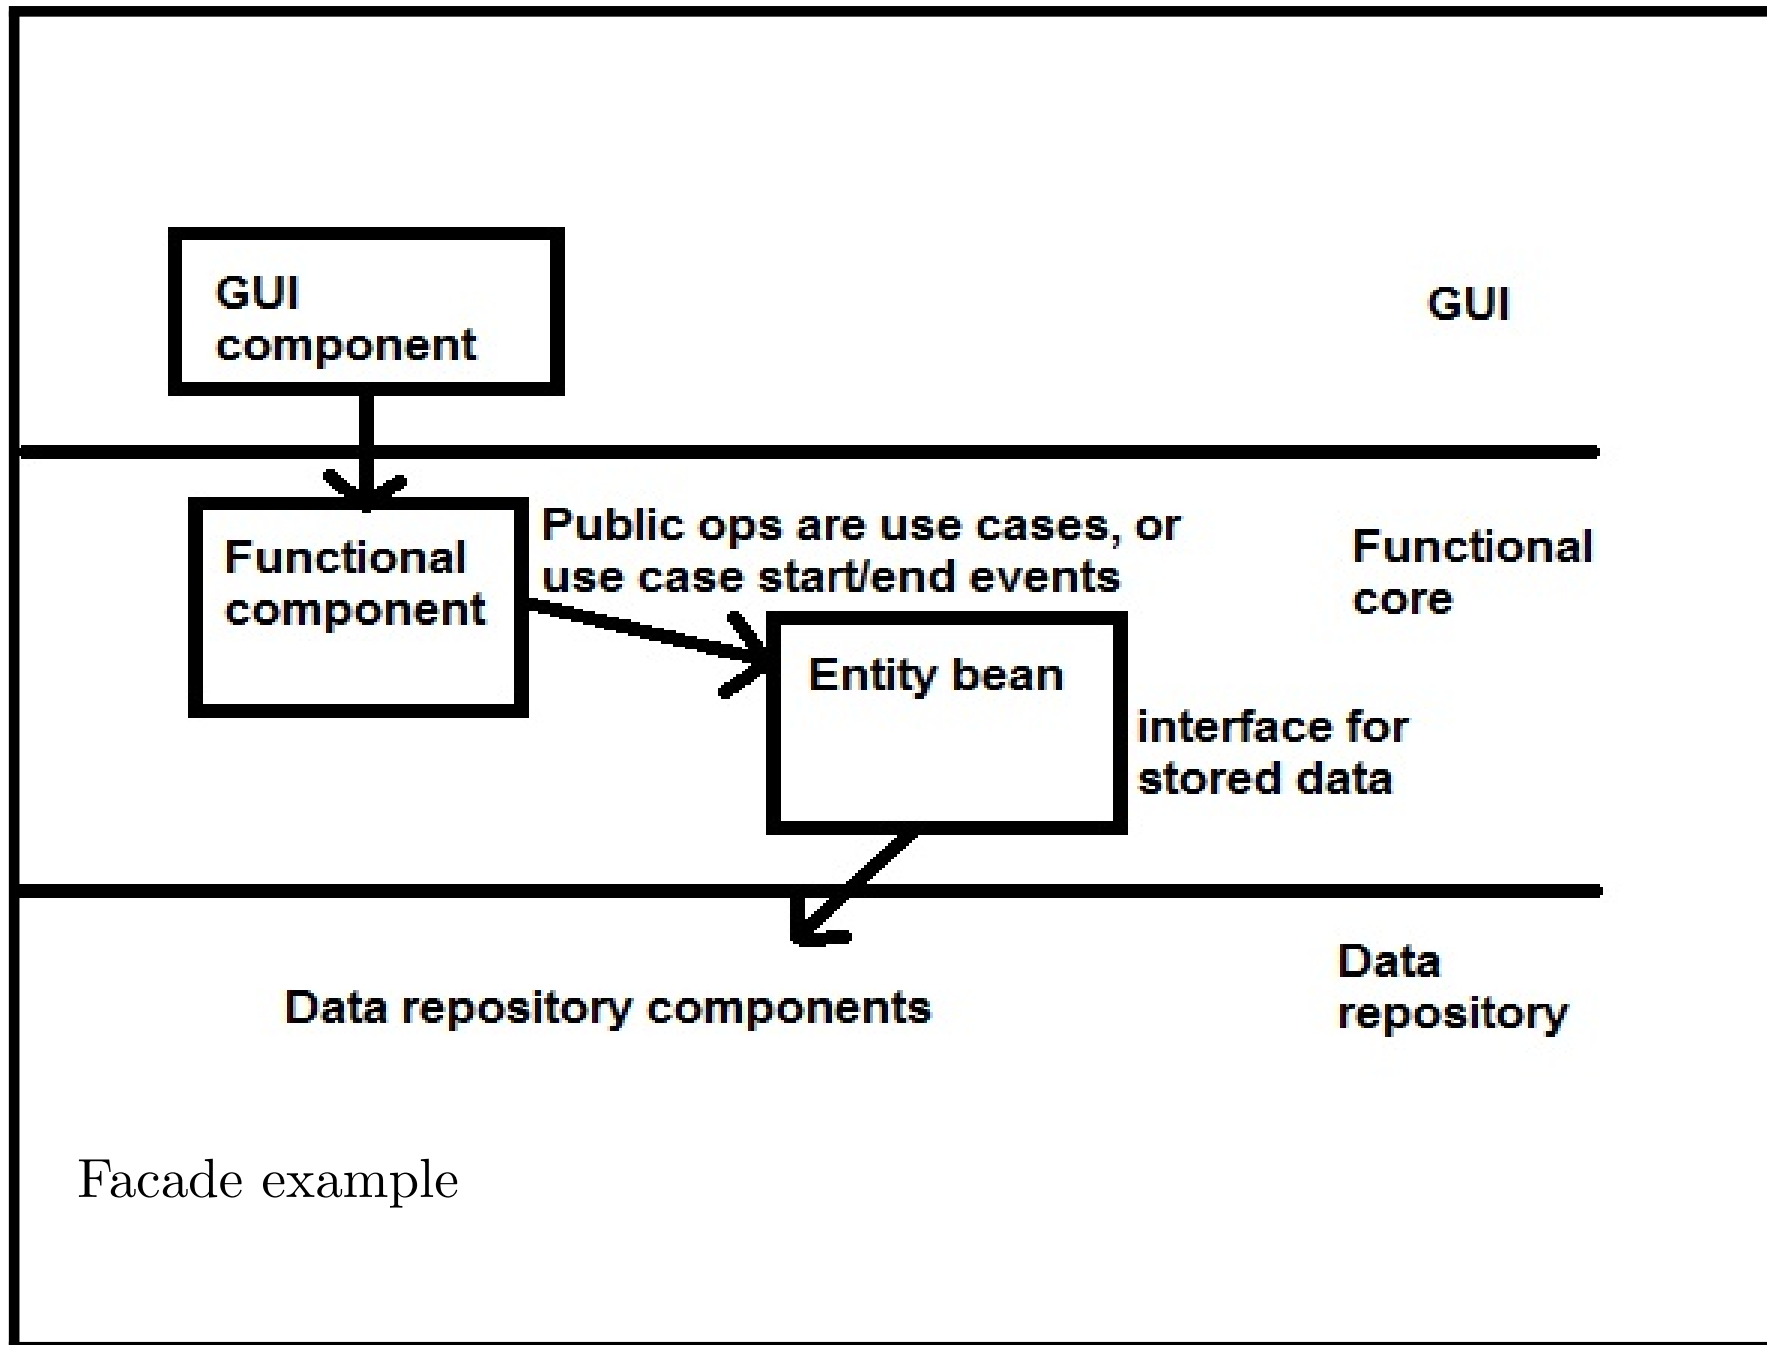 GUI
component
GUI
Functional
component
Public ops are use cases, or
use case start/end events
Functional
core
Entity bean
interface for
stored data
Data repository components
Data
repository
Facade example